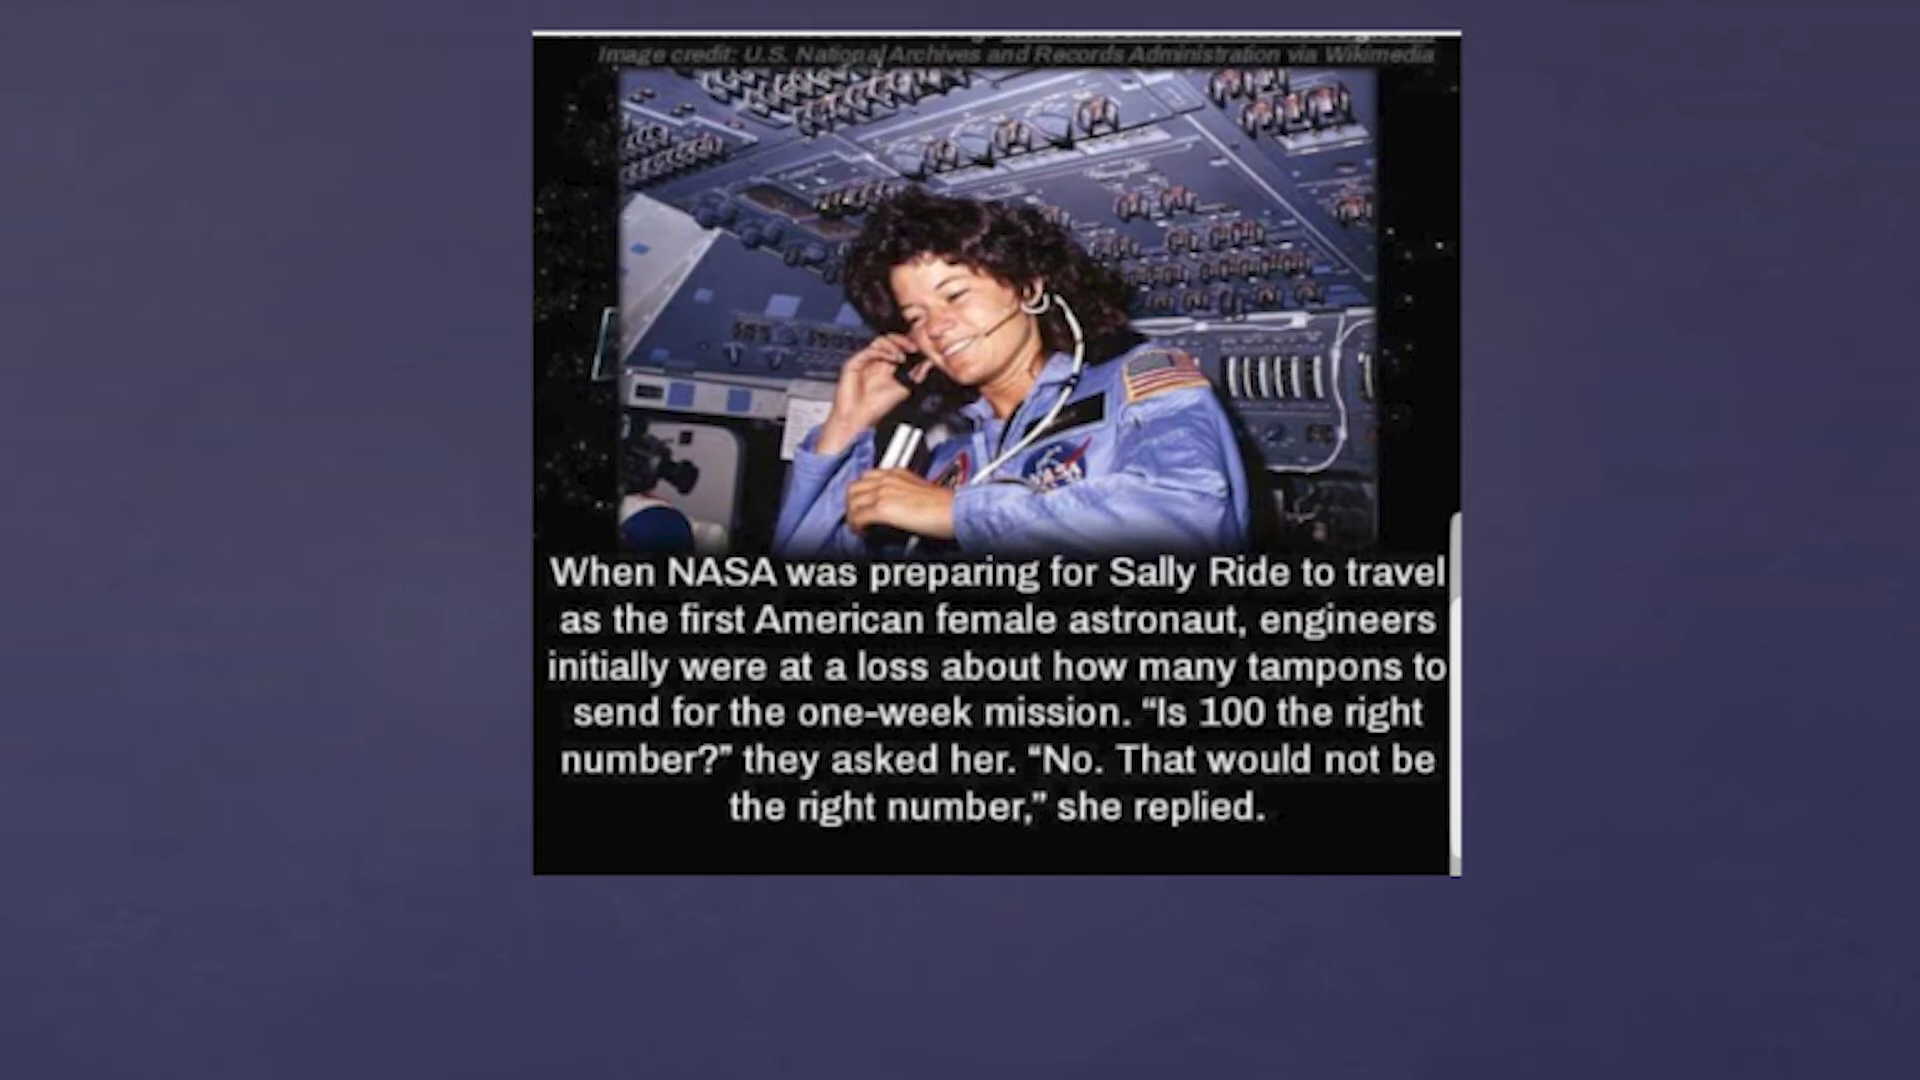 Image credit: U.S. National Archives and Records Administration via Wikimedia
NASA
When NASA was preparing for Sally Ride to travel
as the first American female astronaut, engineers
initially were at a loss about how many tampons to
send for the one-week mission. “Is 100 the right
number?” they asked her. “No. That would not be
the right number,” she replied.